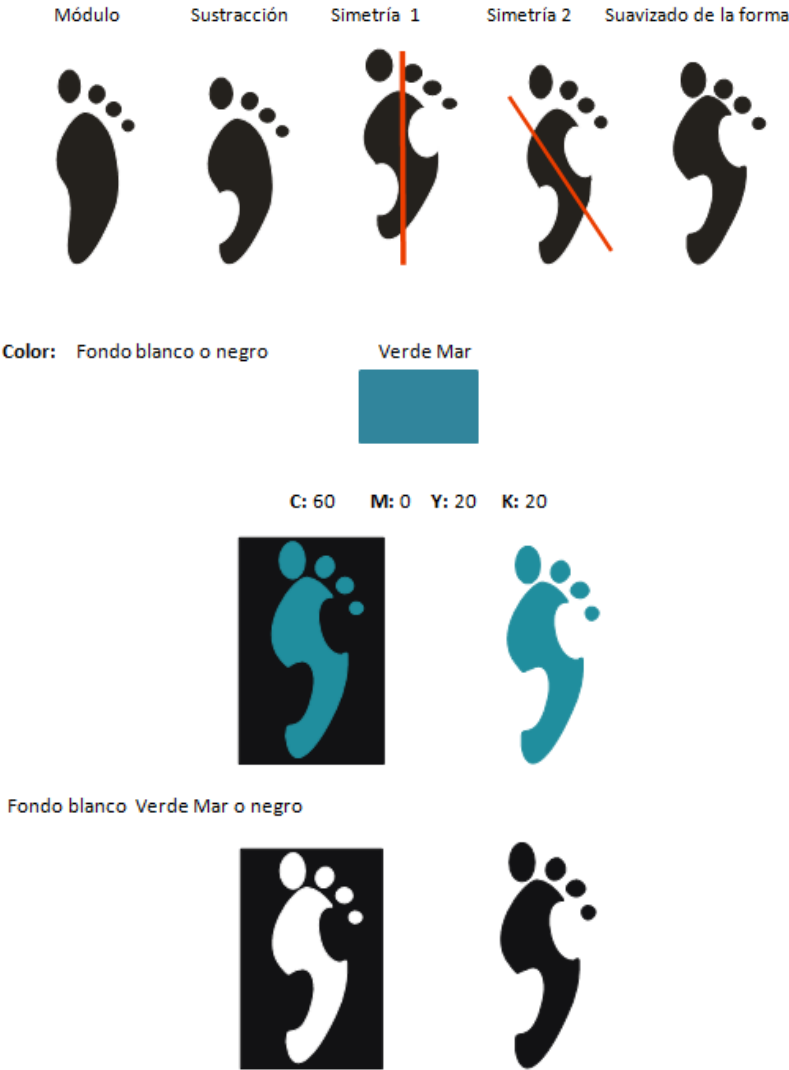 Módulo Sustracción Simetría 1 Simetría 2 Suavizado de la forma
Color: Fondo blanco o negro Verde Mar
C: 60 M: 0 Y: 20 K: 20
Fondo blanco Verde Mar o negro